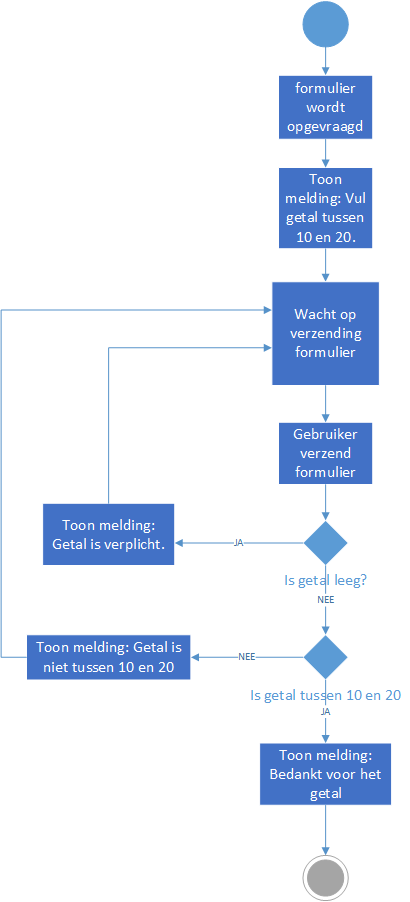 formulier
wordt
opgevraagd
Toon
melding: Vul
getal tussen
10 en 20.
Wacht op
verzending
formulier
Gebruiker
verzend
formulier
Toon melding:
Getal is verplicht.
JA
Is getal leeg?
NEE
Toon melding: Getal is
niet tussen 10 en 20
NEE
Is getal tussen 10 en 20
JA
Toon melding:
Bedankt voor het
getal